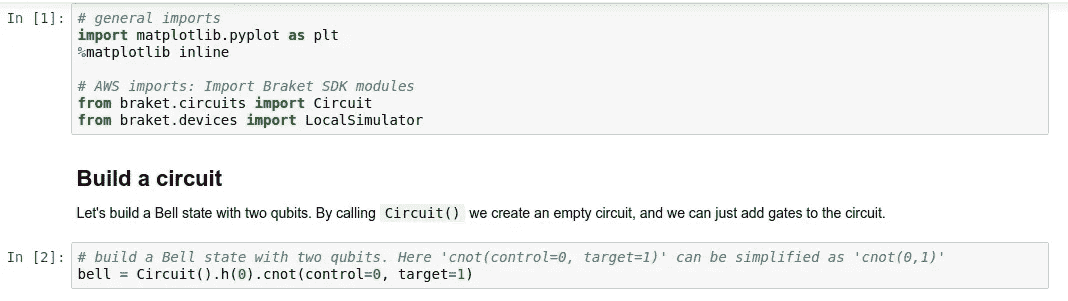 In [1]: # general imports
import matplotlib.pyplot as plt
%matplotlib inline
# AWS imports: Import Braket SDK modules
from braket.circuits import Circuit
from braket.devices import LocalSimulator
Build a circuit
Let's build a Bell state with two qubits. By calling Circuit() we create an empty circuit, and we can just add gates to the circuit.
In [2]: # build a Bell state with two qubits. Here 'cnot(control=0, target=1)' can be simplified as 'cnot(0,1)'
bell = Circuit().h(0).cnot(control=0, target=1)